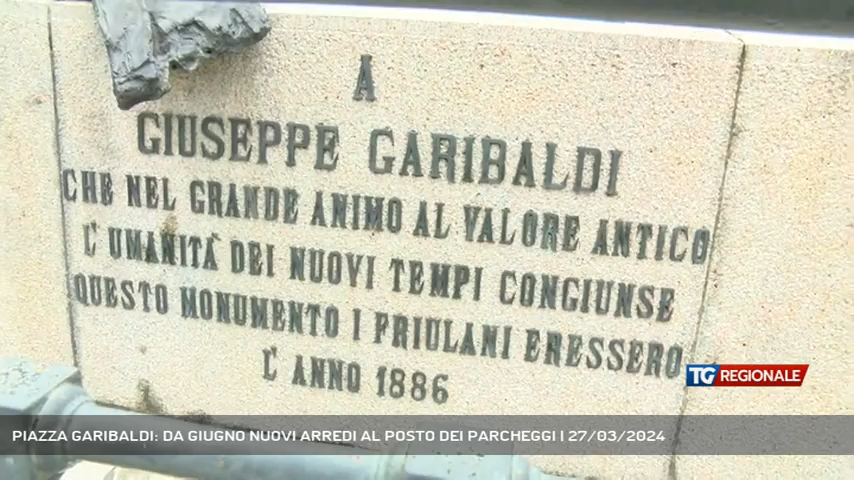 A
GIUSEPPE GARIBALDI
CHE NEL GRANDE ANIMO AL VALORE ANTICO
L' UMANITÀ DEI NUOVI TEMPI CONGIUNSE
QUESTO MONUMENTO I FRIULANI ERESSERO
L' ANNO 1886
TG REGIONALE
PIAZZA GARIBALDI: DA GIUGNO NUOVI ARREDI AL POSTO DEI PARCHEGGI | 27/03/2024